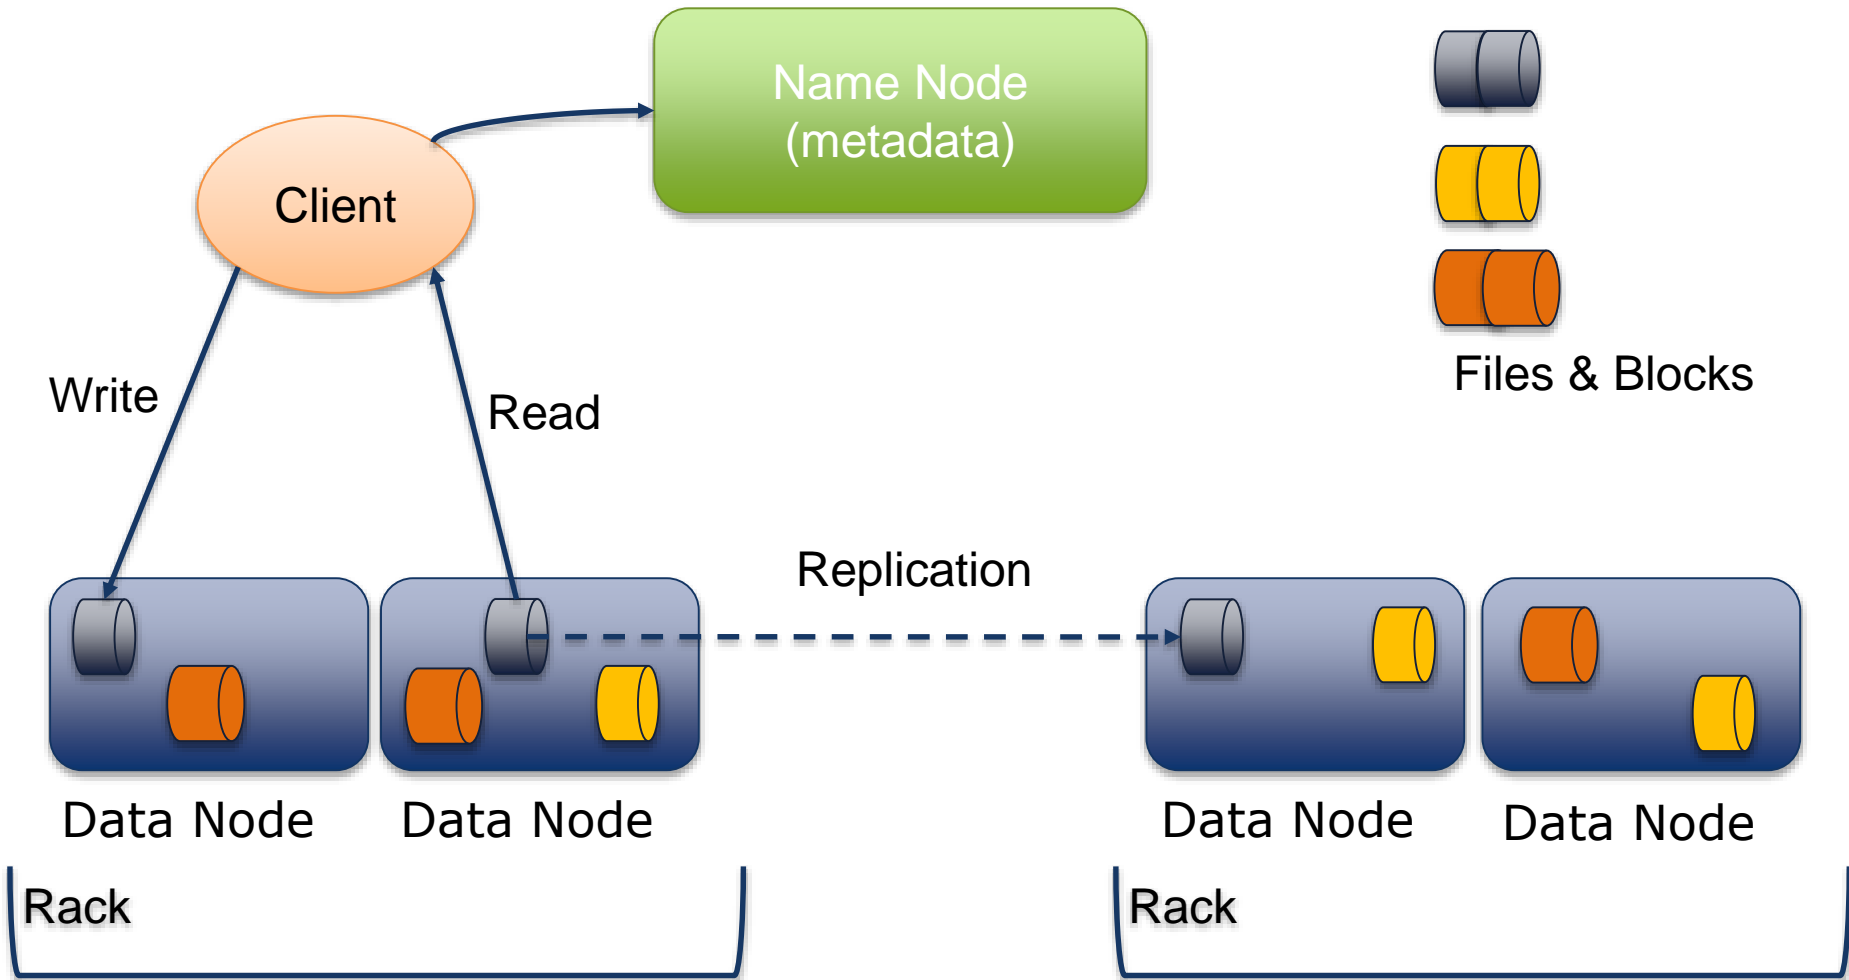 Name Node
(metadata)
Client
Files & Blocks
Write
Read
Replication
Data Node
Data Node
Data Node
Data Node
Rack
Rack